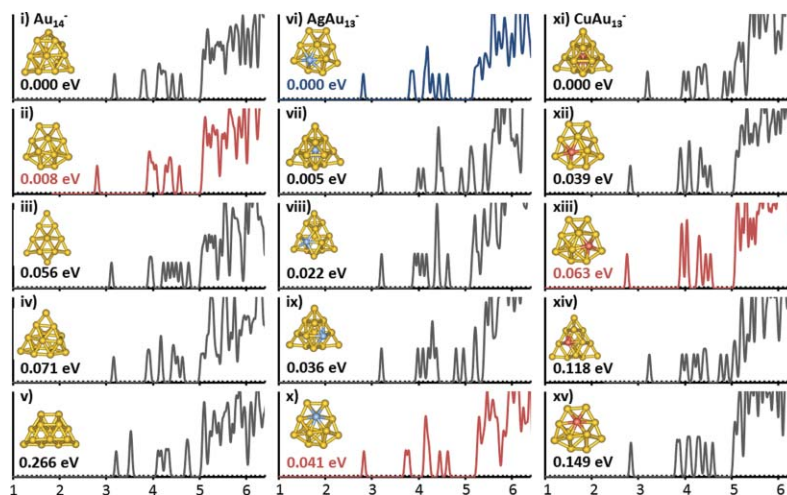 i) Au₁₄⁻
0.000 eV
ii)
0.008 eV
iii)
0.056 eV
iv)
0.071 eV
v)
0.266 eV
1 2 3 4 5 6
vi) AgAu₁₃⁻
0.000 eV
vii)
0.005 eV
viii)
0.022 eV
ix)
0.036 eV
x)
0.041 eV
1 2 3 4 5 6
xi) CuAu₁₃⁻
0.000 eV
xii)
0.039 eV
xiii)
0.063 eV
xiv)
0.118 eV
xv)
0.149 eV
1 2 3 4 5 6